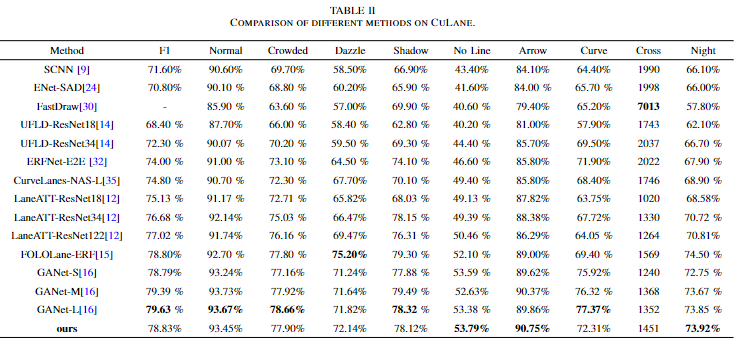 TABLE II
COMPARISON OF DIFFERENT METHODS ON CULANE.
Method F1 Normal Crowded Dazzle Shadow No Line Arrow Curve Cross Night
SCNN [9] 71.60% 90.60% 69.70% 58.50% 66.90% 43.40% 84.10% 64.40% 1990 66.10%
ENet-SAD[24] 70.80% 90.10 % 68.80 % 60.20% 65.90 % 41.60% 84.00 % 65.70 % 1998 66.00%
FastDraw[30] - 85.90 % 63.60 % 57.00% 69.90 % 40.60 % 79.40% 65.20% 7013 57.80%
UFLD-ResNet18[14] 68.40 % 87.70% 66.00 % 58.40 % 62.80 % 40.20 % 81.00% 57.90% 1743 62.10%
UFLD-ResNet34[14] 72.30 % 90.07 % 70.20 % 59.50 % 69.30 % 44.40 % 85.70% 69.50% 2037 66.70 %
ERFNet-E2E [32] 74.00 % 91.00 % 73.10 % 64.50 % 74.10 % 46.60 % 85.80% 71.90% 2022 67.90 %
CurveLanes-NAS-L[35] 74.80 % 90.70 % 72.30 % 67.70% 70.10 % 49.40 % 85.80% 68.40% 1746 68.90 %
LaneATT-ResNet18[12] 75.13 % 91.17 % 72.71 % 65.82% 68.03 % 49.13 % 87.82% 63.75% 1020 68.58%
LaneATT-ResNet34[12] 76.68 % 92.14% 75.03 % 66.47% 78.15 % 49.39 % 88.38% 67.72% 1330 70.72 %
LaneATT-ResNet122[12] 77.02 % 91.74% 76.16 % 69.47% 76.31 % 50.46 % 86.29% 64.05 % 1264 70.81%
FOLOLane-ERF[15] 78.80% 92.70 % 77.80 % 75.20% 79.30 % 52.10 % 89.00% 69.40 % 1569 74.50 %
GANet-S[16] 78.79% 93.24% 77.16% 71.24% 77.88 % 53.59 % 89.62% 75.92% 1240 72.75 %
GANet-M[16] 79.39 % 93.73% 77.92% 71.64% 79.49 % 52.63% 90.37% 76.32 % 1368 73.67 %
GANet-L[16] 79.63 % 93.67% 78.66% 71.82% 78.32 % 53.38 % 89.86% 77.37% 1352 73.85 %
ours 78.83% 93.45% 77.90% 72.14% 78.12% 53.79% 90.75% 72.31% 1451 73.92%